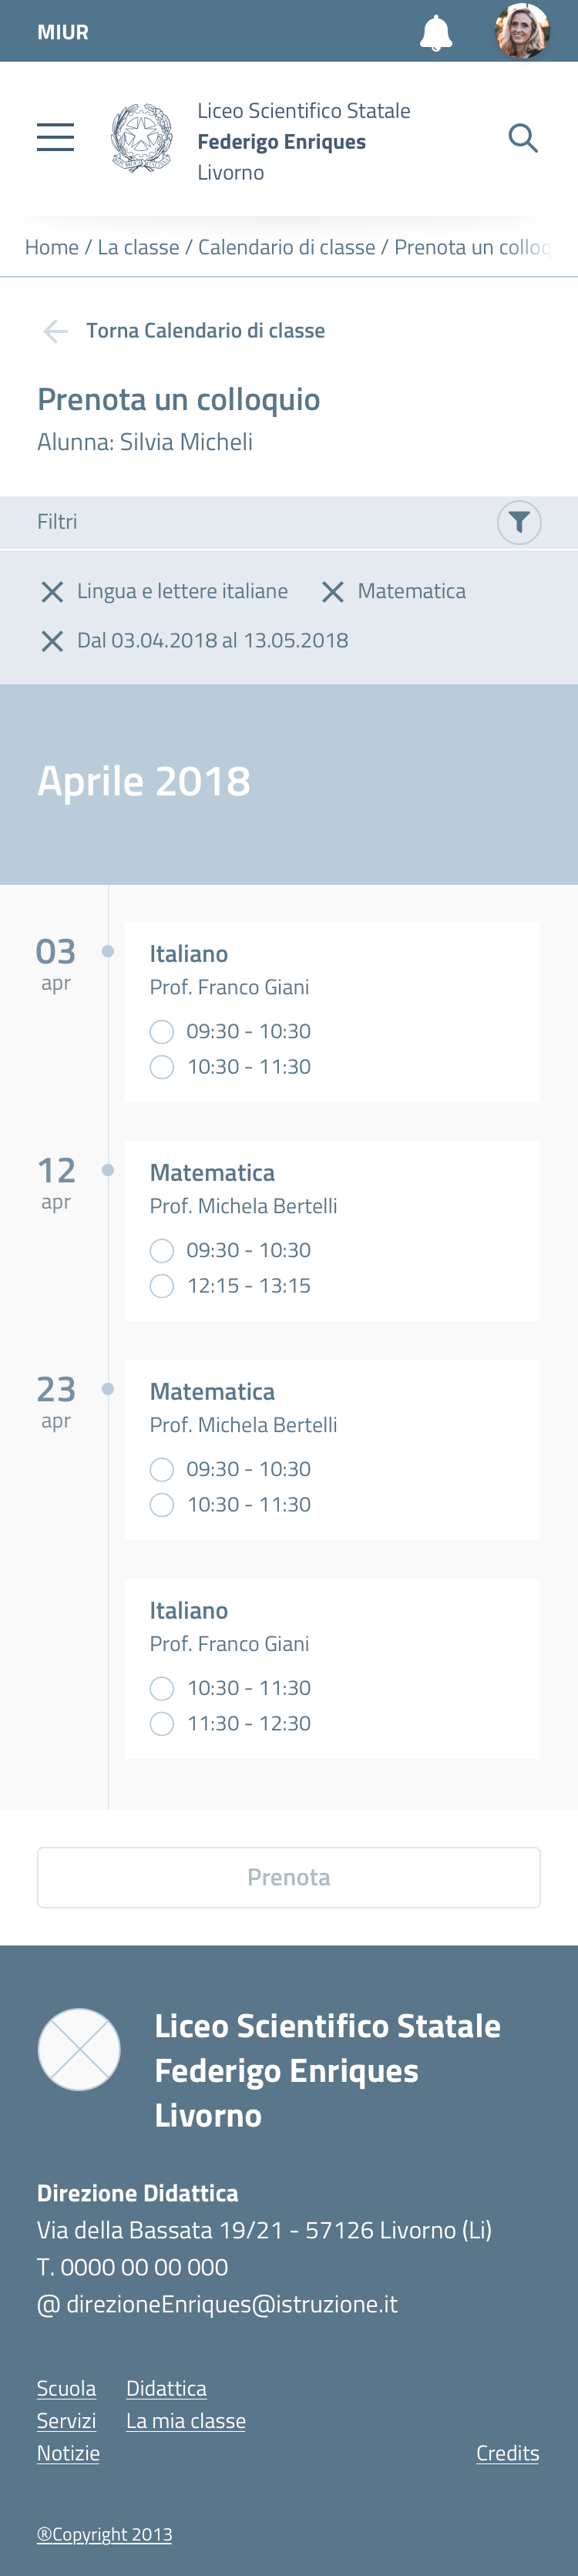 MIUR
Liceo Scientifico Statale
Federigo Enriques
Livorno
Home / La classe / Calendario di classe / Prenota un colloq
Torna Calendario di classe
Prenota un colloquio
Alunna: Silvia Micheli
Filtri
Lingua e lettere italiane Matematica
Dal 03.04.2018 al 13.05.2018
Aprile 2018
03
apr
Italiano
Prof. Franco Giani
09:30 - 10:30
10:30 - 11:30
12
apr
Matematica
Prof. Michela Bertelli
09:30 - 10:30
12:15 - 13:15
23
apr
Matematica
Prof. Michela Bertelli
09:30 - 10:30
10:30 - 11:30
Italiano
Prof. Franco Giani
10:30 - 11:30
11:30 - 12:30
Prenota
Liceo Scientifico Statale
Federigo Enriques
Livorno
Direzione Didattica
Via della Bassata 19/21 - 57126 Livorno (Li)
T. 0000 00 00 000
@ direzioneEnriques@istruzione.it
Scuola Didattica
Servizi La mia classe
Notizie Credits
®Copyright 2013